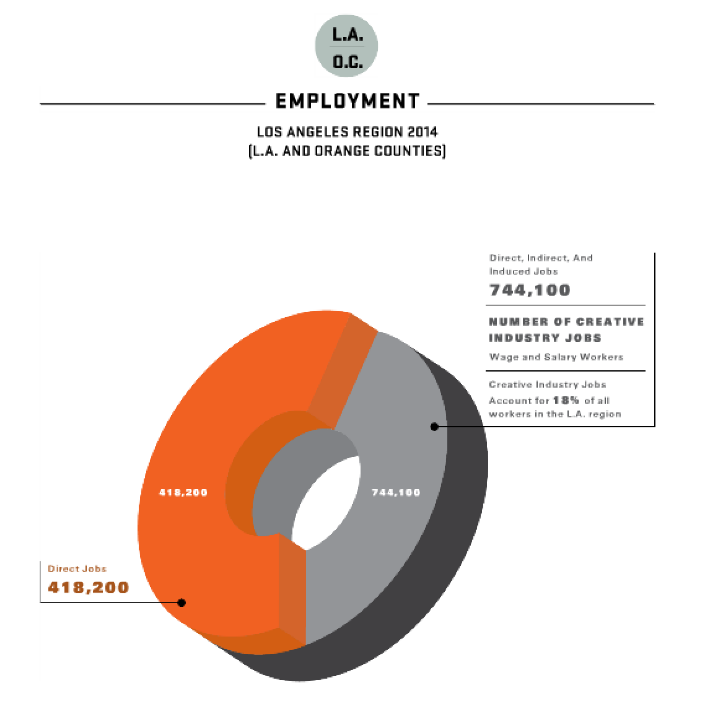 L.A.
O.C.
EMPLOYMENT
LOS ANGELES REGION 2014
(L.A. AND ORANGE COUNTIES)
Direct, Indirect, And
Induced Jobs
744,100
NUMBER OF CREATIVE
INDUSTRY JOBS
Wage and Salary Workers
Creative Industry Jobs
Account for 18% of all
workers in the L.A. region
418,200
744,100
Direct Jobs
418,200